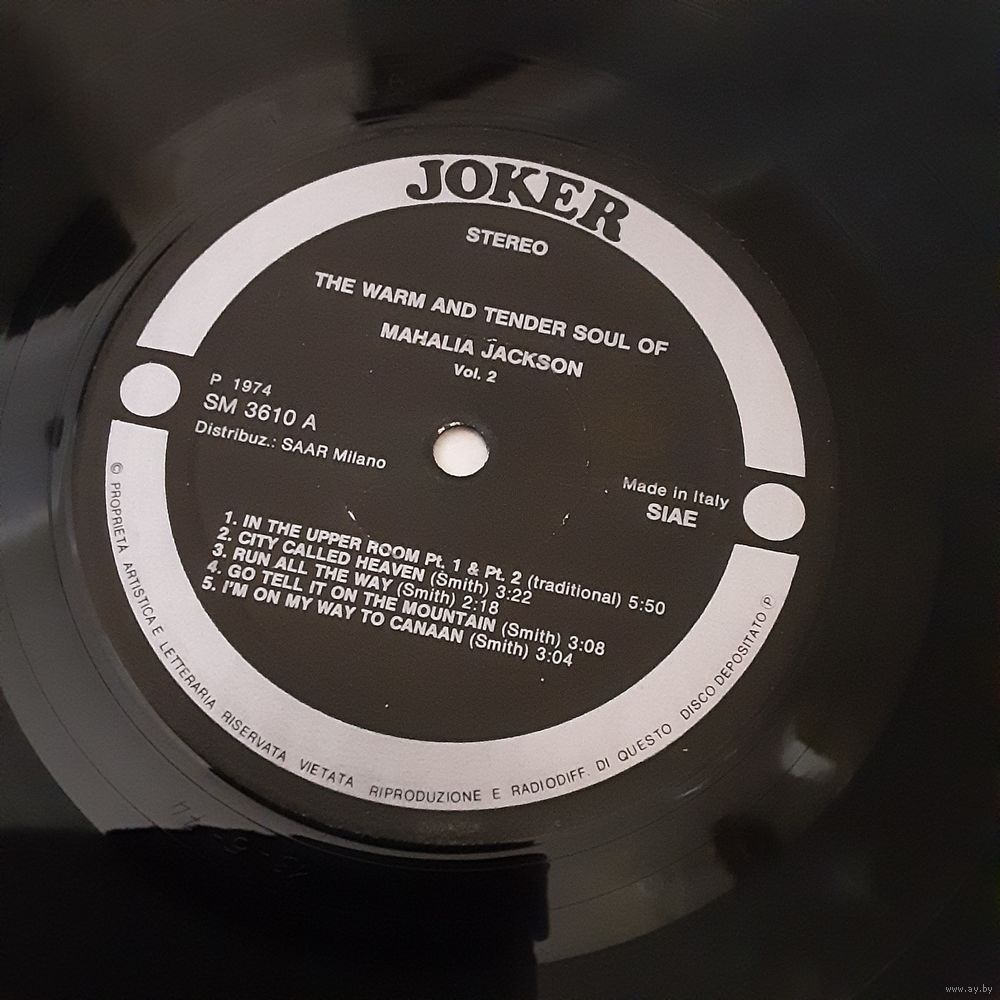 JOKER
STEREO
THE WARM AND TENDER SOUL OF
MAHALIA JACKSON
Vol. 2
P 1974
SM 3610 A
Distribuz.: SAAR Milano
Made in Italy
SIAE
1. IN THE UPPER ROOM Pt. 1 & Pt. 2 (traditional) 5:50
2. CITY CALLED HEAVEN (Smith) 3:22
3. RUN ALL THE WAY (Smith) 2:18
4. GO TELL IT ON THE MOUNTAIN (Smith) 3:08
5. I'M ON MY WAY TO CANAAN (Smith) 3:04
© PROPRIETÀ ARTISTICA E LETTERARIA RISERVATA VIETATA RIPRODUZIONE E RADIODIFF. DI QUESTO DISCO DEPOSITATO Ⓟ
www.ay.by